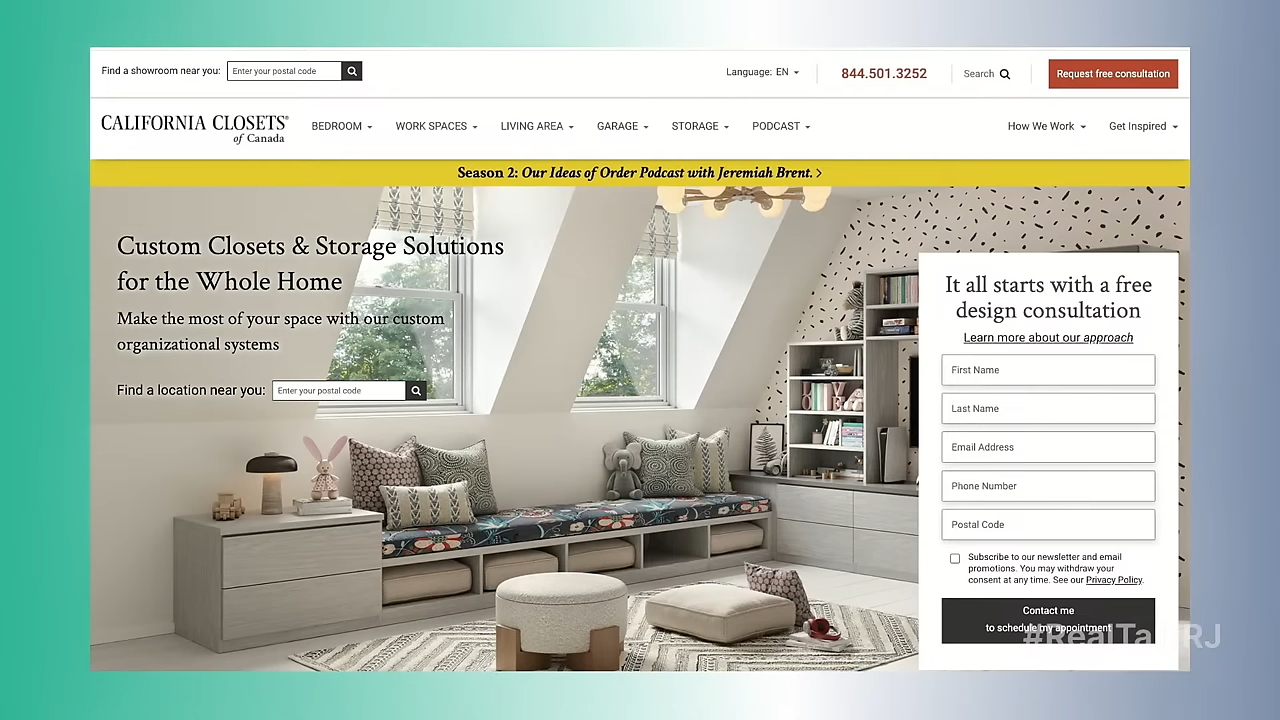 Find a showroom near you:
Enter your postal code
Language: EN
844.501.3252
Search
Request free consultation
CALIFORNIA CLOSETS®
of Canada
BEDROOM
WORK SPACES
LIVING AREA
GARAGE
STORAGE
PODCAST
How We Work
Get Inspired
Season 2: Our Ideas of Order Podcast with Jeremiah Brent. >
Custom Closets & Storage Solutions
for the Whole Home
Make the most of your space with our custom
organizational systems
Find a location near you:
Enter your postal code
It all starts with a free
design consultation
Learn more about our approach
First Name
Last Name
Email Address
Phone Number
Postal Code
Subscribe to our newsletter and email
promotions. You may withdraw your
consent at any time. See our Privacy Policy.
Contact me
to schedule my appointment